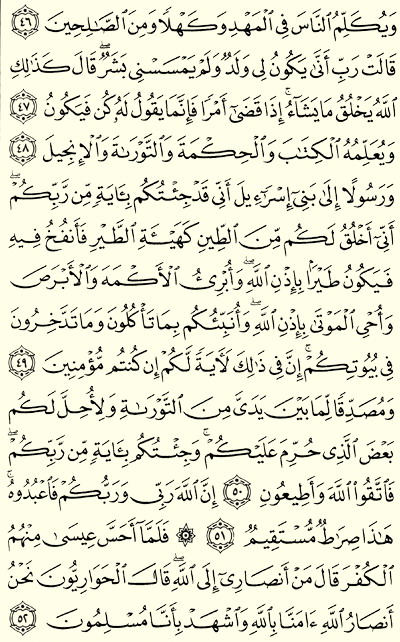 وَيُكَلِّمُ ٱلنَّاسَ فِى ٱلْمَهْدِ وَكَهْلًا وَمِنَ ٱلصَّٰلِحِينَ ٤٦
قَالَتْ رَبِّ أَنَّىٰ يَكُونُ لِى وَلَدٌ وَلَمْ يَمْسَسْنِى بَشَرٌ ۖ قَالَ كَذَٰلِكِ
ٱللَّهُ يَخْلُقُ مَا يَشَآءُ ۚ إِذَا قَضَىٰٓ أَمْرًا فَإِنَّمَا يَقُولُ لَهُۥ كُن فَيَكُونُ ٤٧
وَيُعَلِّمُهُ ٱلْكِتَٰبَ وَٱلْحِكْمَةَ وَٱلتَّوْرَىٰةَ وَٱلْإِنجِيلَ ٤٨
وَرَسُولًا إِلَىٰ بَنِىٓ إِسْرَٰٓءِيلَ أَنِّى قَدْ جِئْتُكُم بِـَٔايَةٍ مِّن رَّبِّكُمْ ۖ
أَنِّىٓ أَخْلُقُ لَكُم مِّنَ ٱلطِّينِ كَهَيْـَٔةِ ٱلطَّيْرِ فَأَنفُخُ فِيهِ
فَيَكُونُ طَيْرًۢا بِإِذْنِ ٱللَّهِ ۖ وَأُبْرِئُ ٱلْأَكْمَهَ وَٱلْأَبْرَصَ
وَأُحْىِ ٱلْمَوْتَىٰ بِإِذْنِ ٱللَّهِ ۖ وَأُنَبِّئُكُم بِمَا تَأْكُلُونَ وَمَا تَدَّخِرُونَ
فِى بُيُوتِكُمْ ۚ إِنَّ فِى ذَٰلِكَ لَـَٔايَةً لَّكُمْ إِن كُنتُم مُّؤْمِنِينَ ٤٩
وَمُصَدِّقًا لِّمَا بَيْنَ يَدَىَّ مِنَ ٱلتَّوْرَىٰةِ وَلِأُحِلَّ لَكُم
بَعْضَ ٱلَّذِى حُرِّمَ عَلَيْكُمْ ۚ وَجِئْتُكُم بِـَٔايَةٍ مِّن رَّبِّكُمْ
فَٱتَّقُوا۟ ٱللَّهَ وَأَطِيعُونِ ٥٠ إِنَّ ٱللَّهَ رَبِّى وَرَبُّكُمْ فَٱعْبُدُوهُ ۗ
هَٰذَا صِرَٰطٌ مُّسْتَقِيمٌ ٥١ ۞ فَلَمَّآ أَحَسَّ عِيسَىٰ مِنْهُمُ
ٱلْكُفْرَ قَالَ مَنْ أَنصَارِىٓ إِلَى ٱللَّهِ ۖ قَالَ ٱلْحَوَارِيُّونَ نَحْنُ
أَنصَارُ ٱللَّهِ ءَامَنَّا بِٱللَّهِ وَٱشْهَدْ بِأَنَّا مُسْلِمُونَ ٥٢